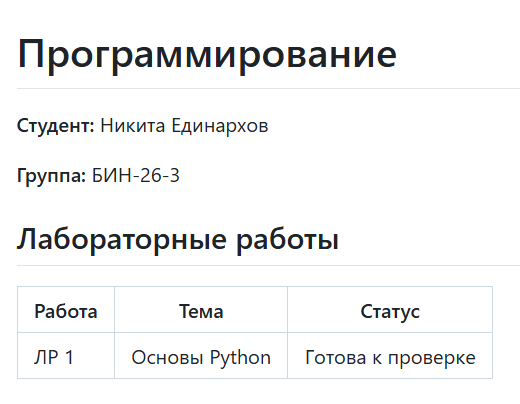 Программирование
Студент: Никита Единархов
Группа: БИН-26-3
Лабораторные работы
Работа Тема Статус
ЛР 1 Основы Python Готова к проверке